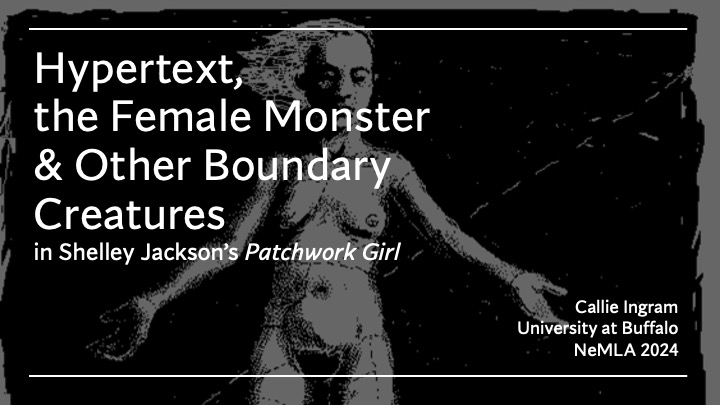 Hypertext,
the Female Monster
& Other Boundary
Creatures
in Shelley Jackson’s Patchwork Girl
Callie Ingram
University at Buffalo
NeMLA 2024